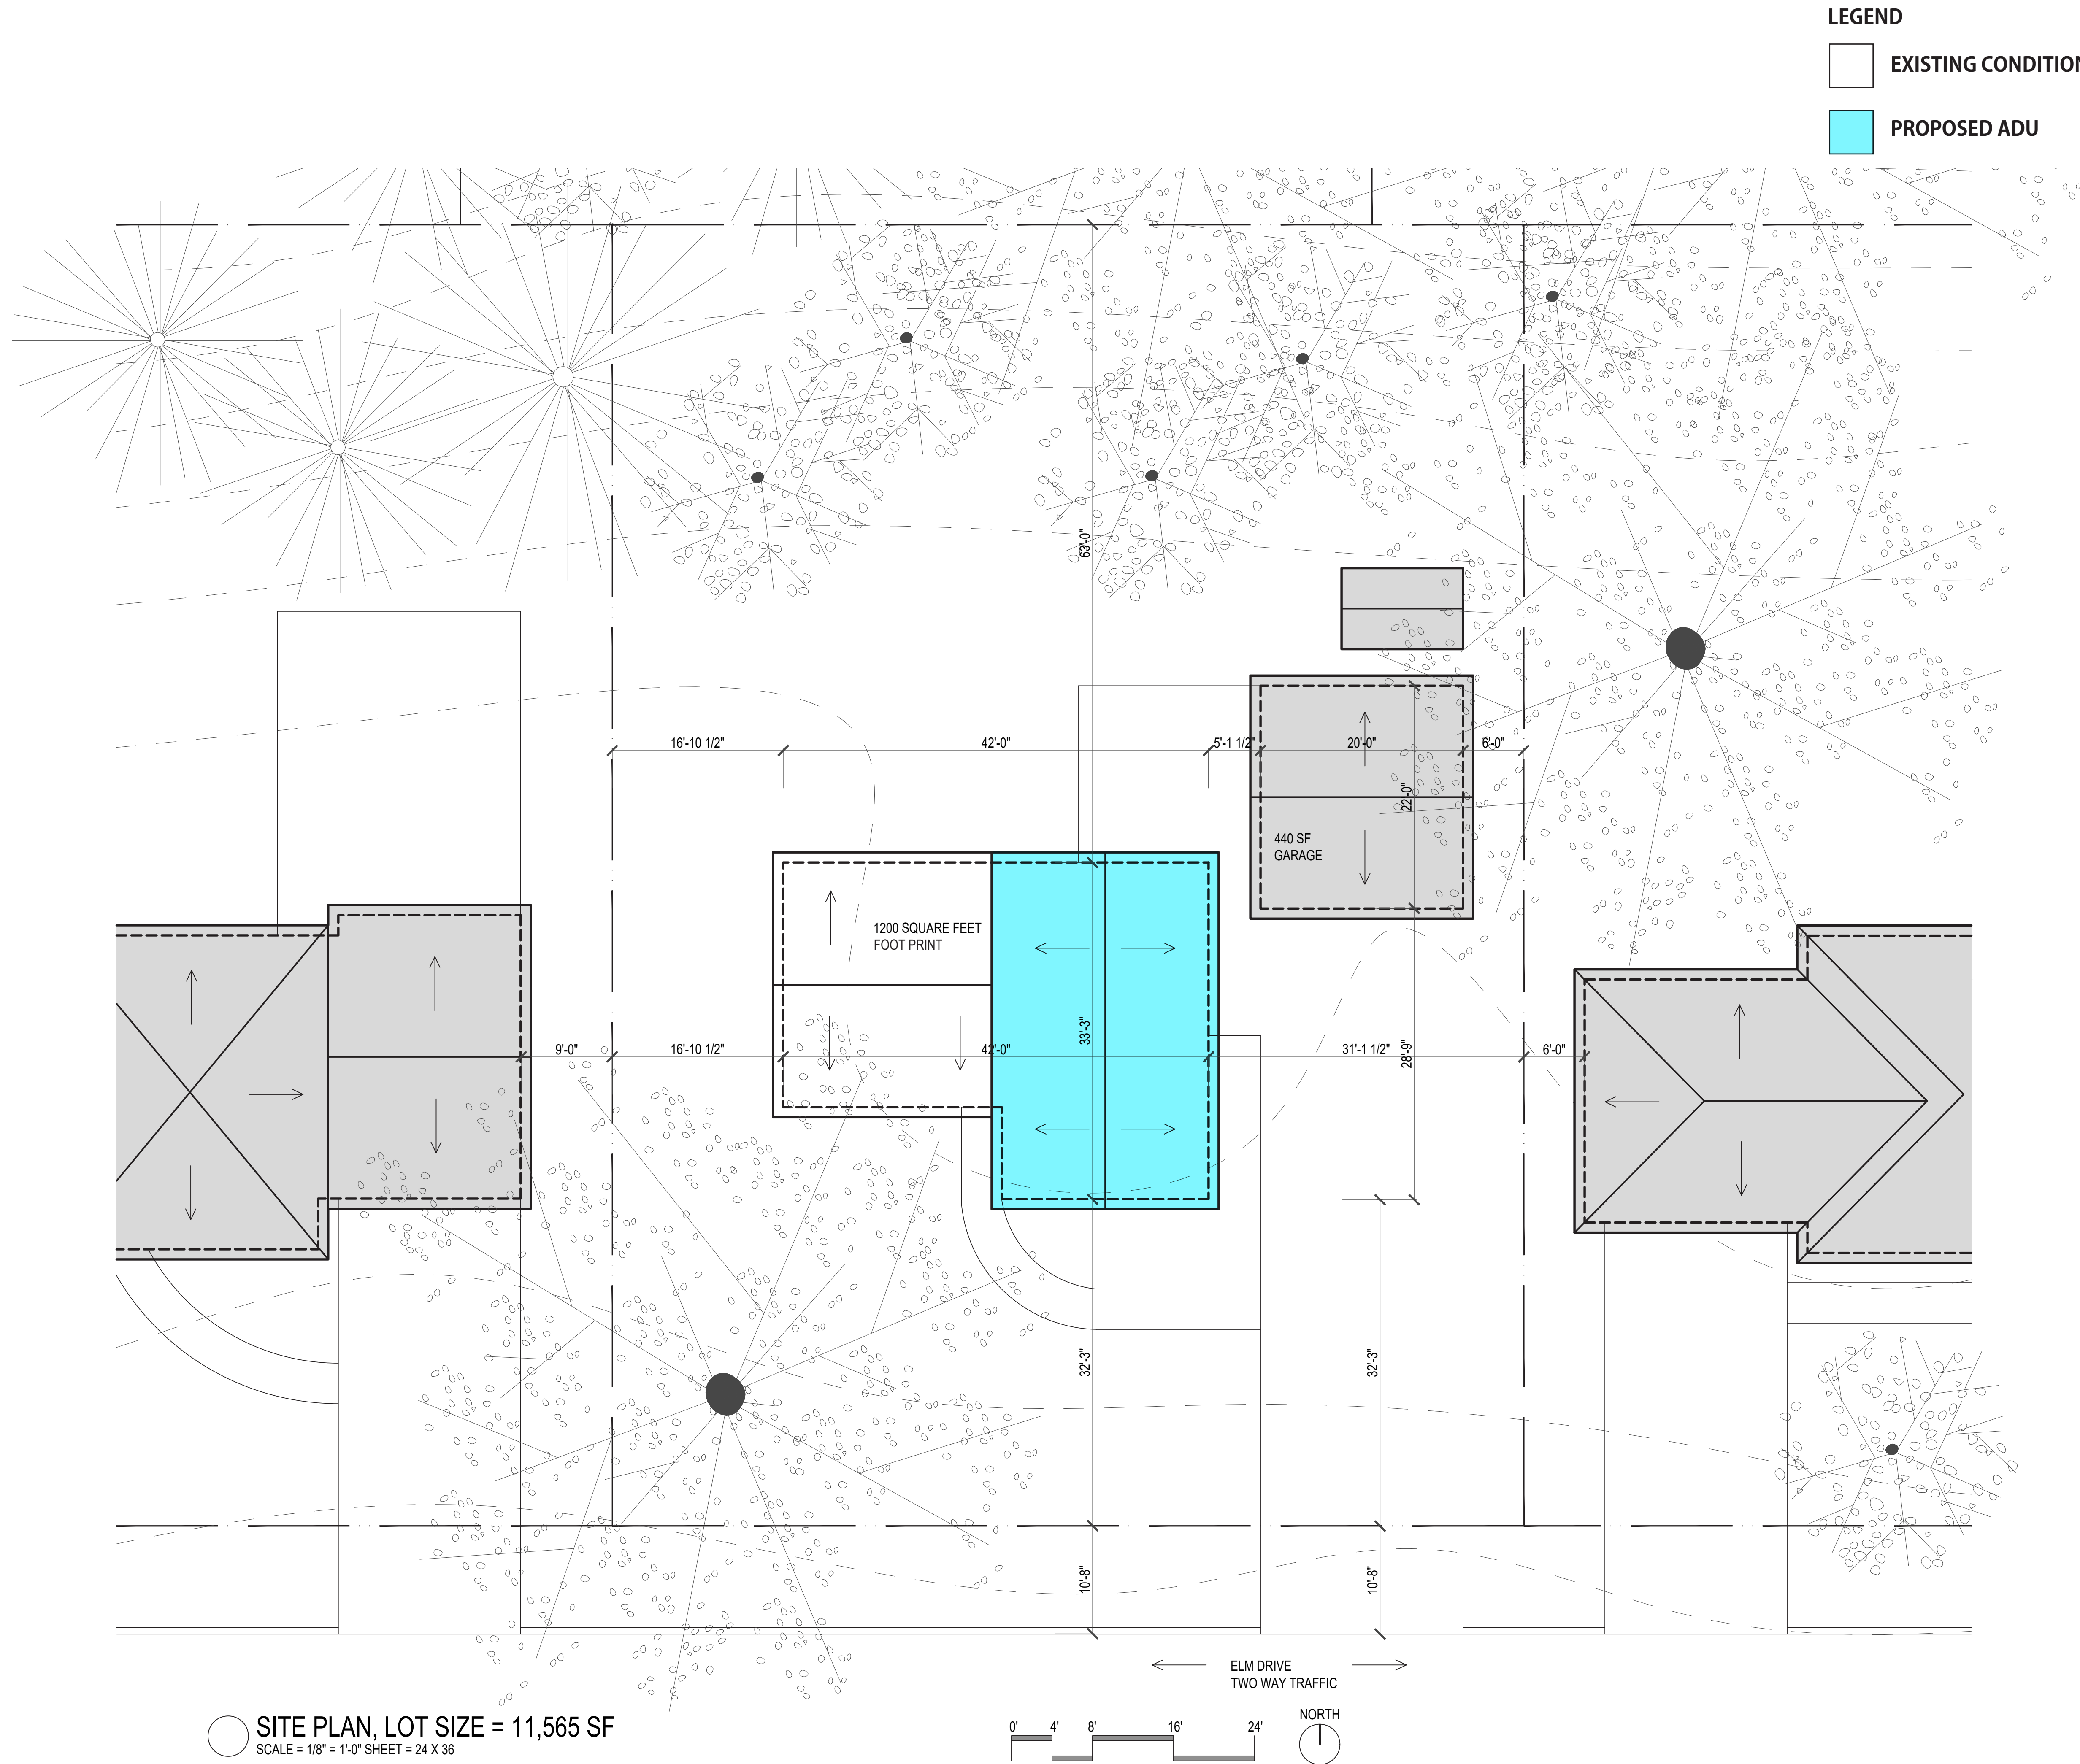 LEGEND
EXISTING CONDITION
PROPOSED ADU
63'-0"
16'-10 1/2"
42'-0"
5'-1 1/2"
20'-0"
6'-0"
22'-0"
440 SF
GARAGE
1200 SQUARE FEET
FOOT PRINT
33'-3"
9'-0"
16'-10 1/2"
42'-0"
31'-1 1/2"
28'-9"
6'-0"
32'-3"
32'-3"
10'-8"
10'-8"
ELM DRIVE
TWO WAY TRAFFIC
SITE PLAN, LOT SIZE = 11,565 SF
SCALE = 1/8" = 1'-0" SHEET = 24 X 36
0' 4' 8' 16' 24'
NORTH